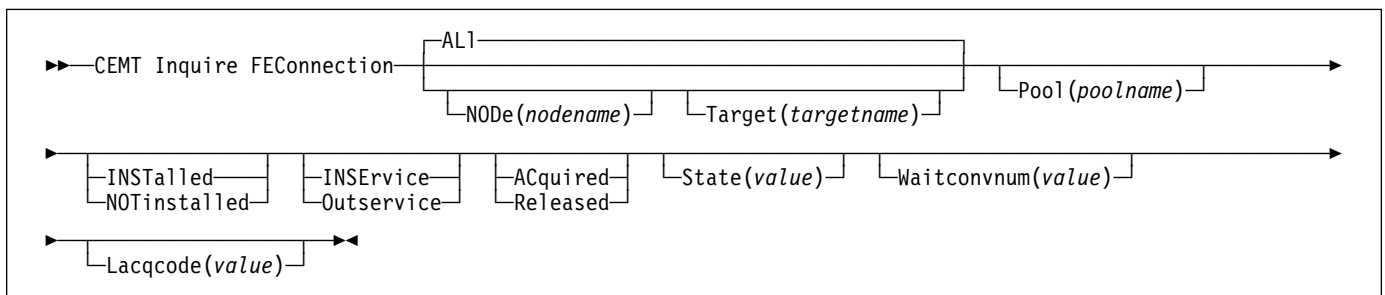 ALl
CEMT Inquire FEConnection
NODe(nodename) Target(targetname) Pool(poolname)
INSTalled INSErvice ACquired State(value) Waitconvnum(value)
NOTinstalled Outservice Released
Lacqcode(value)